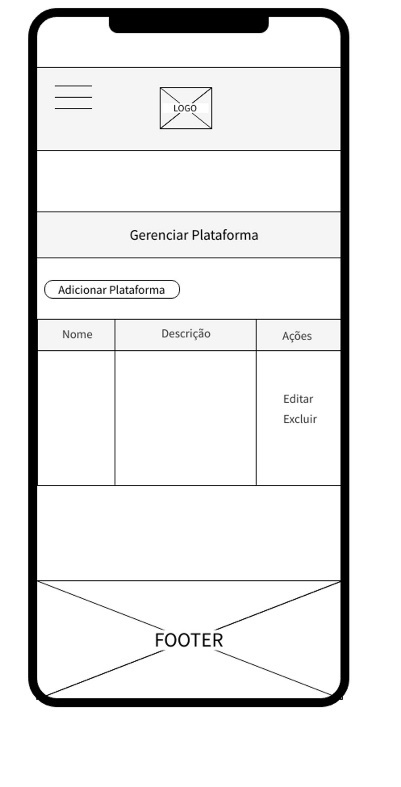 LOGO
Gerenciar Plataforma
Adicionar Plataforma
Nome
Descrição
Ações
Editar
Excluir
FOOTER